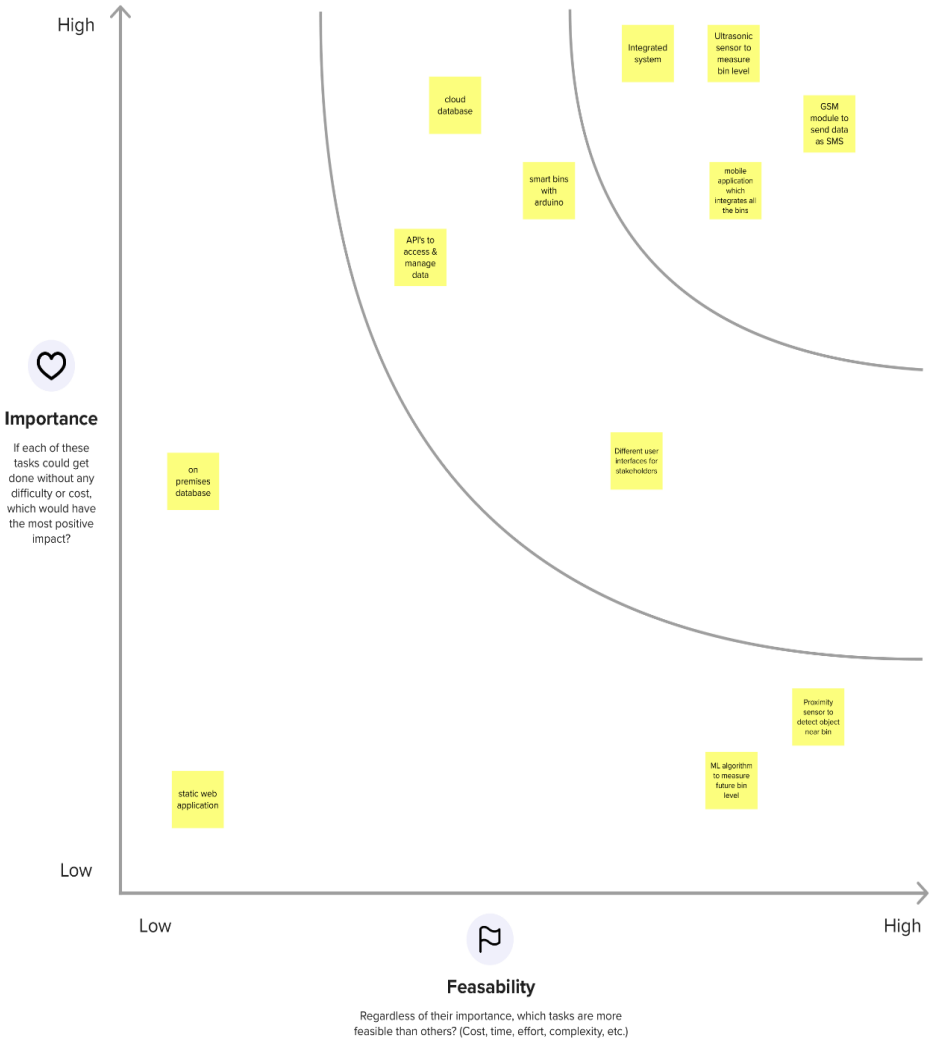 High
Integrated
system
Ultrasonic
sensor to
measure
bin level
cloud
database
GSM
module to
send data
as SMS
smart bins
with
arduino
mobile
application
which
integrates all
the bins
API's to
access &
manage
data
Importance
If each of these
tasks could get
done without any
difficulty or cost,
which would have
the most positive
impact?
on
premises
database
Different user
interfaces for
stakeholders
Proximity
sensor to
detect object
near bin
ML algorithm
to measure
future bin
level
static web
application
Low
Low
High
Feasability
Regardless of their importance, which tasks are more
feasible than others? (Cost, time, effort, complexity, etc.)